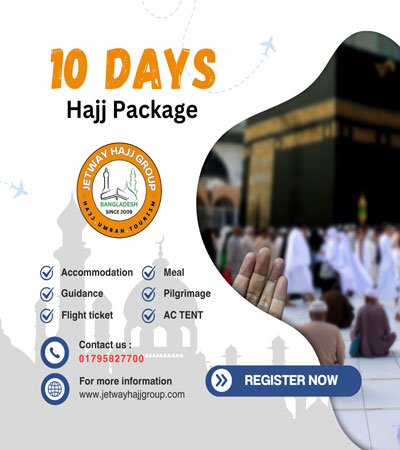 10 DAYS
Hajj Package
JETWAY HAJJ GROUP
BANGLADESH
SINCE 2009
HAJJ.UMRAH.TOURISM
Accommodation
Meal
Guidance
Pilgrimage
Flight ticket
AC TENT
Contact us :
01795827700
For more information
www.jetwayhajjgroup.com
REGISTER NOW